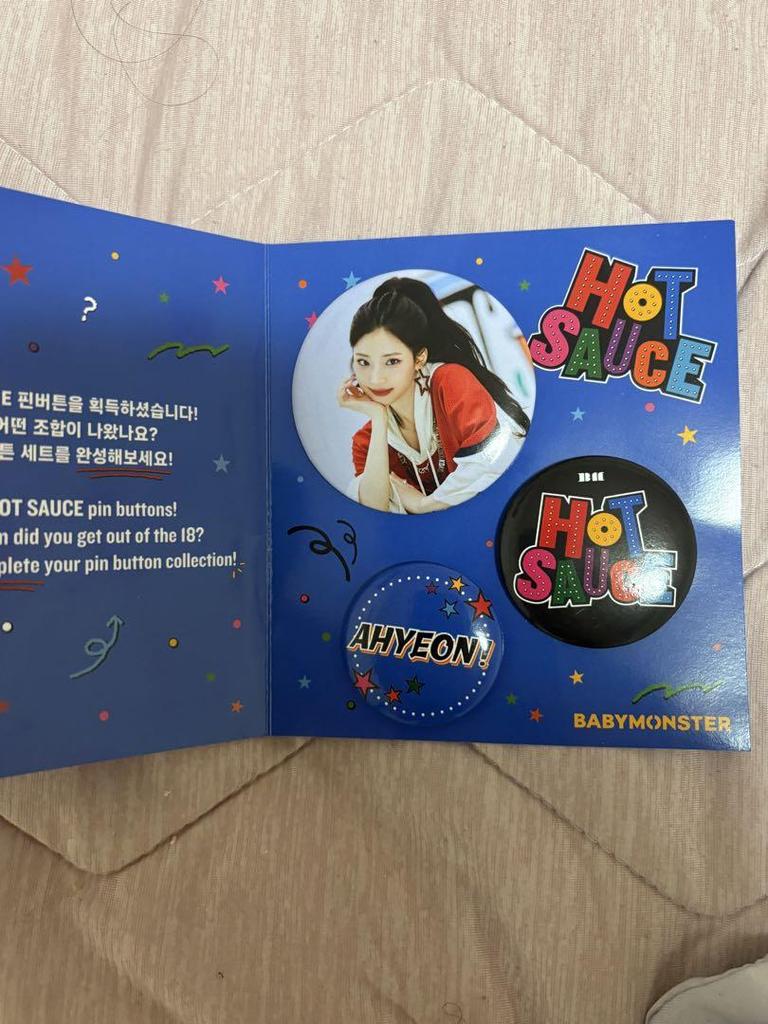 E 핀버튼을 획득하셨습니다!
어떤 조합이 나왔나요?
튼 세트를 완성해보세요!
OT SAUCE pin buttons!
n did you get out of the 18?
plete your pin button collection!
HOT
SAUCE
BM
HOT
SAUCE
AHYEON!
BABYMONSTER